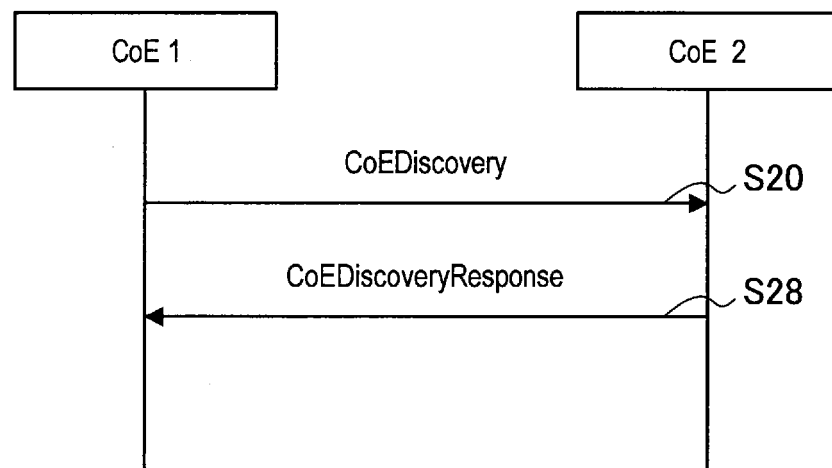 CoE 1
CoE 2
CoEDiscovery
S20
CoEDiscoveryResponse
S28